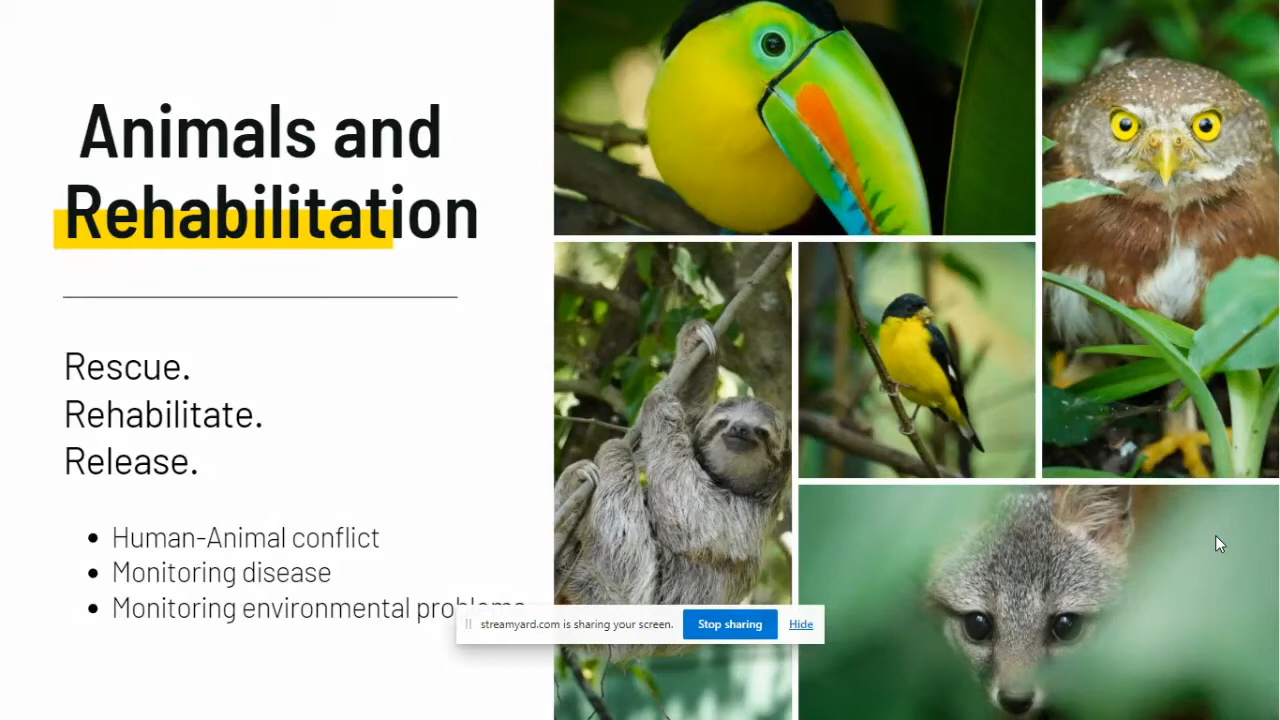 Animals and
Rehabilitation
Rescue.
Rehabilitate.
Release.
Human-Animal conflict
Monitoring disease
Monitoring environmental problems
streamyard.com is sharing your screen.
Stop sharing
Hide